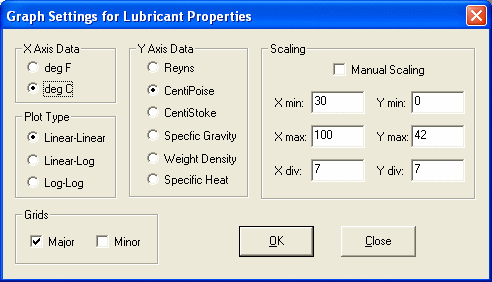 Graph Settings for Lubricant Properties
X Axis Data
deg F
deg C
Plot Type
Linear-Linear
Linear-Log
Log-Log
Y Axis Data
Reyns
CentiPoise
CentiStoke
Specfic Gravity
Weight Density
Specific Heat
Scaling
Manual Scaling
X min: 30 Y min: 0
X max: 100 Y max: 42
X div: 7 Y div: 7
Grids
Major Minor
OK Close